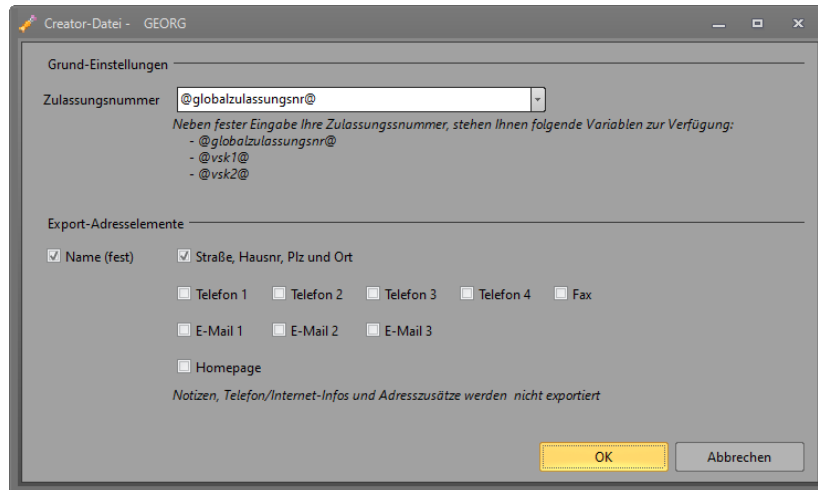 Creator-Datei - GEORG
Grund-Einstellungen
Zulassungsnummer @globalzulassungsnr@
Neben fester Eingabe Ihre Zulassungssnummer, stehen Ihnen folgende Variablen zur Verfügung:
- @globalzulassungsnr@
- @vsk1@
- @vsk2@
Export-Adresselemente
Name (fest) Straße, Hausnr, Plz und Ort
Telefon 1 Telefon 2 Telefon 3 Telefon 4 Fax
E-Mail 1 E-Mail 2 E-Mail 3
Homepage
Notizen, Telefon/Internet-Infos und Adresszusätze werden nicht exportiert
OK Abbrechen